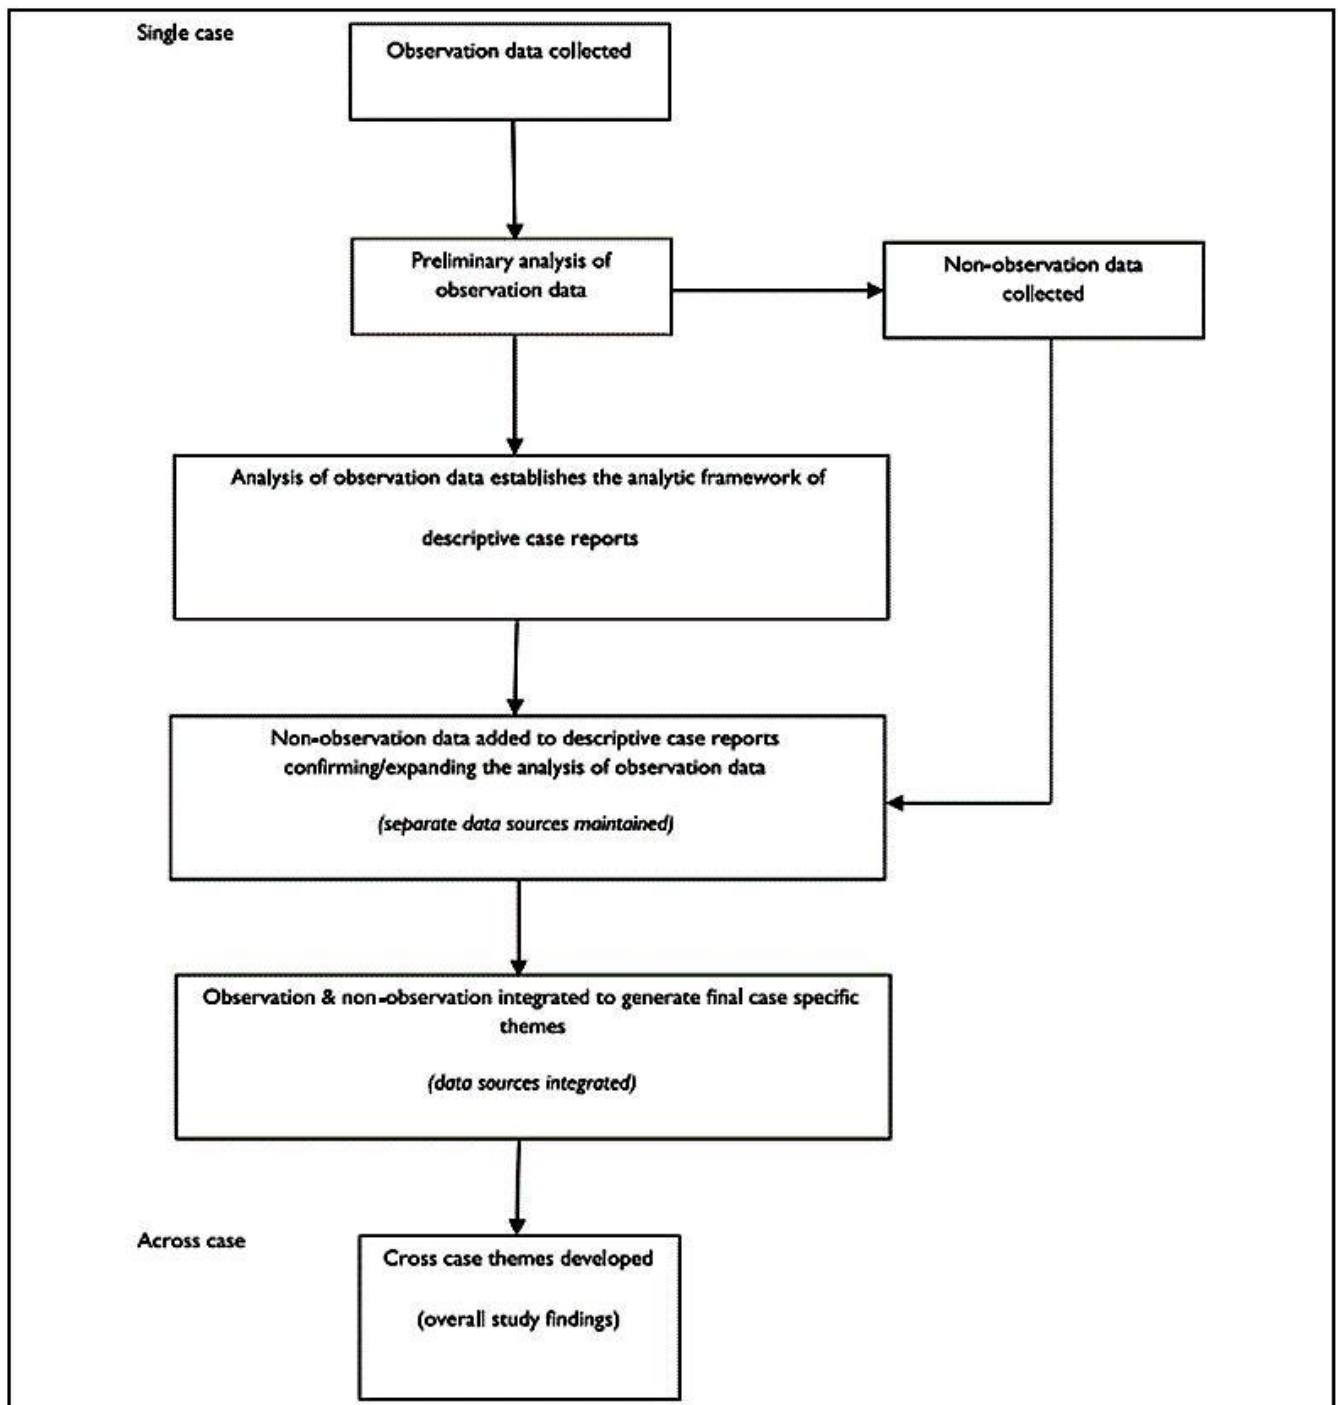 Single case
Observation data collected
Preliminary analysis of
observation data
Non-observation data
collected
Analysis of observation data establishes the analytic framework of
descriptive case reports
Non-observation data added to descriptive case reports
confirming/expanding the analysis of observation data
(separate data sources maintained)
Observation & non-observation integrated to generate final case specific
themes
(data sources integrated)
Across case
Cross case themes developed
(overall study findings)